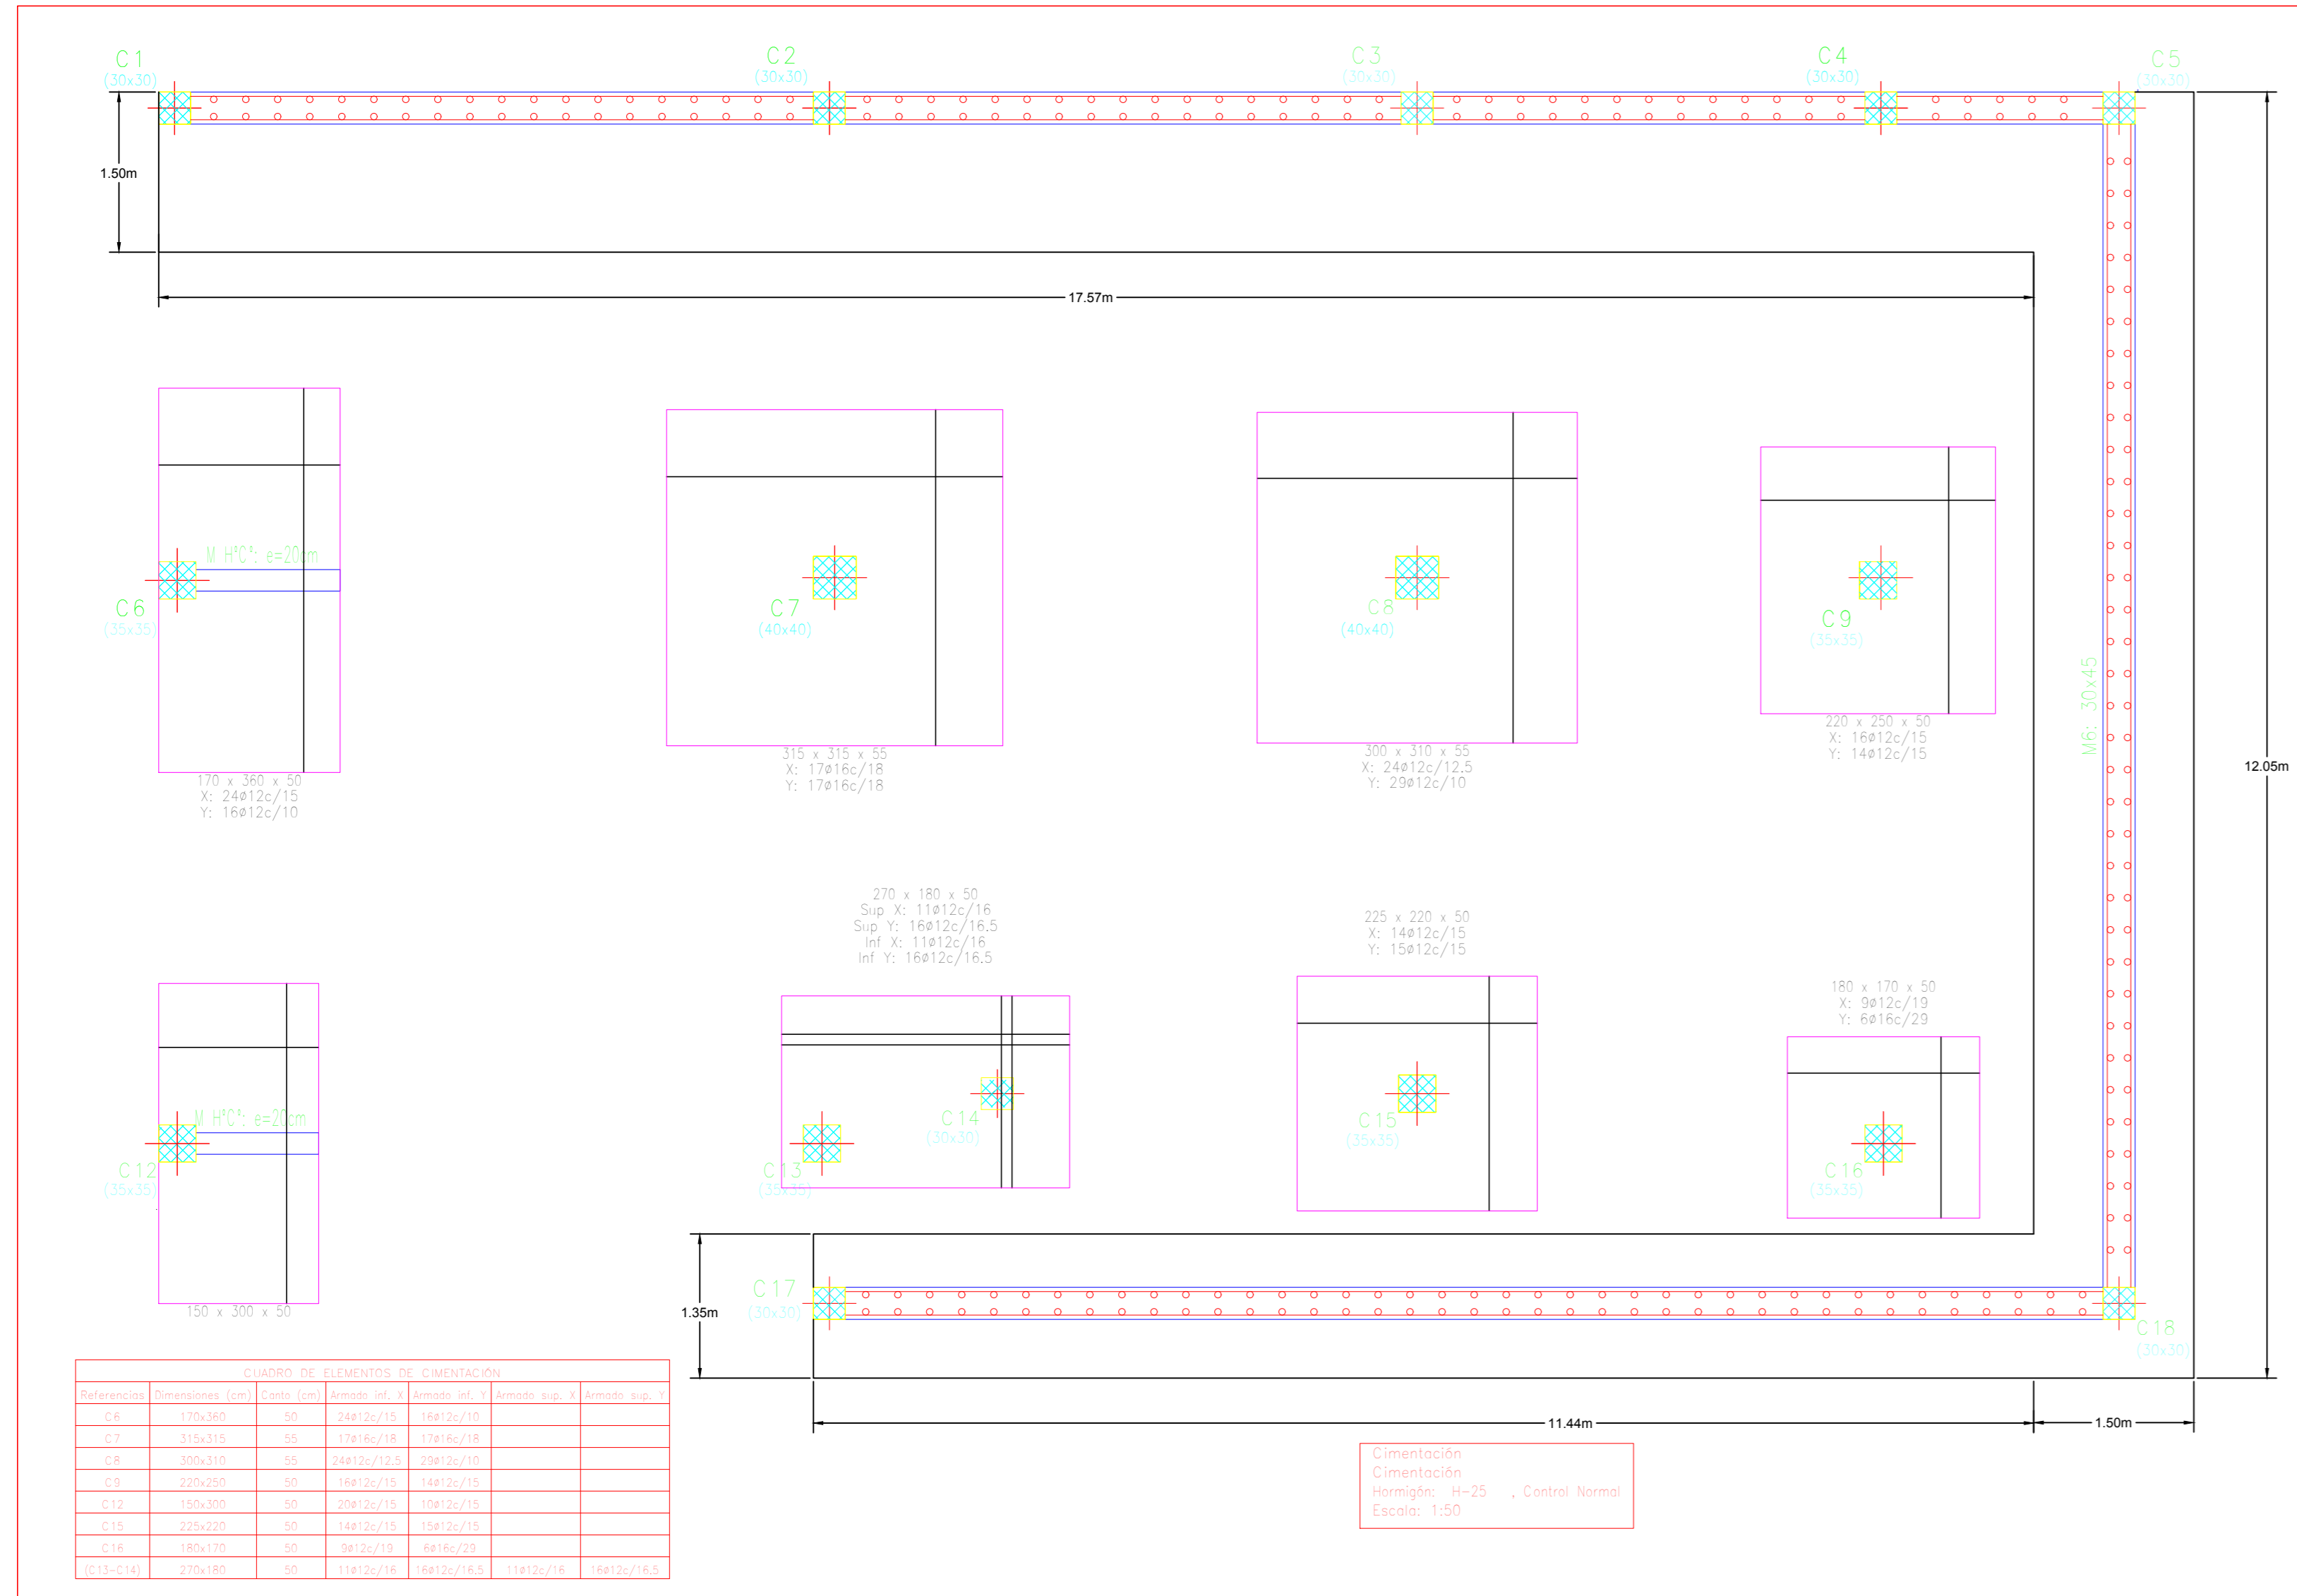 C1
(30x30)
C2
(30x30)
C3
(30x30)
C4
(30x30)
C5
(30x30)
1.50m
17.57m
M HºCº: e=20cm
C6
(35x35)
170 x 360 x 50
X: 24ø12c/15
Y: 16ø12c/10
C7
(40x40)
315 x 315 x 55
X: 17ø16c/18
Y: 17ø16c/18
C8
(40x40)
300 x 310 x 55
X: 24ø12c/12.5
Y: 29ø12c/10
C9
(35x35)
220 x 250 x 50
X: 16ø12c/15
Y: 14ø12c/15
M6: 30x45
12.05m
270 x 180 x 50
Sup X: 11ø12c/16
Sup Y: 16ø12c/16.5
Inf X: 11ø12c/16
Inf Y: 16ø12c/16.5
225 x 220 x 50
X: 14ø12c/15
Y: 15ø12c/15
180 x 170 x 50
X: 9ø12c/19
Y: 6ø16c/29
M HºCº: e=20cm
C12
(35x35)
150 x 300 x 50
C13
(35x35)
C14
(30x30)
C15
(35x35)
C16
(35x35)
1.35m
C17
(30x30)
C18
(30x30)
11.44m
1.50m
CUADRO DE ELEMENTOS DE CIMENTACIÓN
Referencias Dimensiones (cm) Canto (cm) Armado inf. X Armado inf. Y Armado sup. X Armado sup. Y
C6 170x360 50 24ø12c/15 16ø12c/10
C7 315x315 55 17ø16c/18 17ø16c/18
C8 300x310 55 24ø12c/12.5 29ø12c/10
C9 220x250 50 16ø12c/15 14ø12c/15
C12 150x300 50 20ø12c/15 10ø12c/15
C15 225x220 50 14ø12c/15 15ø12c/15
C16 180x170 50 9ø12c/19 6ø16c/29
(C13-C14) 270x180 50 11ø12c/16 16ø12c/16.5 11ø12c/16 16ø12c/16.5
Cimentación
Cimentación
Hormigón: H-25 , Control Normal
Escala: 1:50